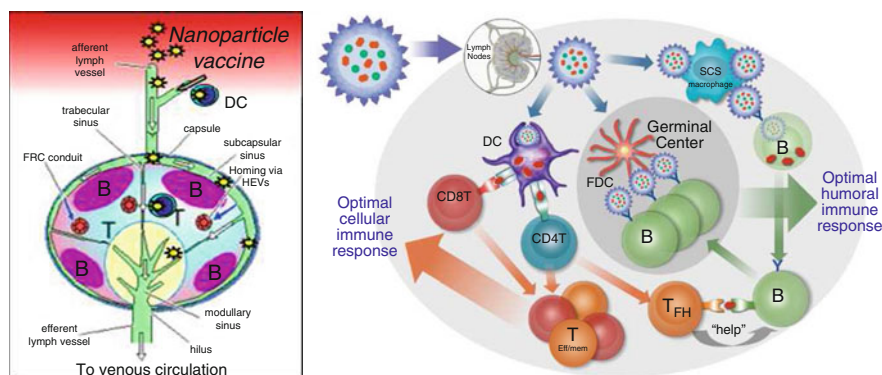 Nanoparticle
vaccine
afferent
lymph
vessel
DC
trabecular
sinus
capsule
FRC conduit
subcapsular
sinus
Homing via
HEVs
B
B
T
T
B
B
modullary
sinus
efferent
lymph vessel
hilus
To venous circulation
Lymph
Nodes
SCS
macrophage
DC
Germinal
Center
B
FDC
CD8T
Optimal
cellular
immune
response
Optimal
humoral
immune
response
CD4T
B
T
Eff/mem
TFH
B
"help"